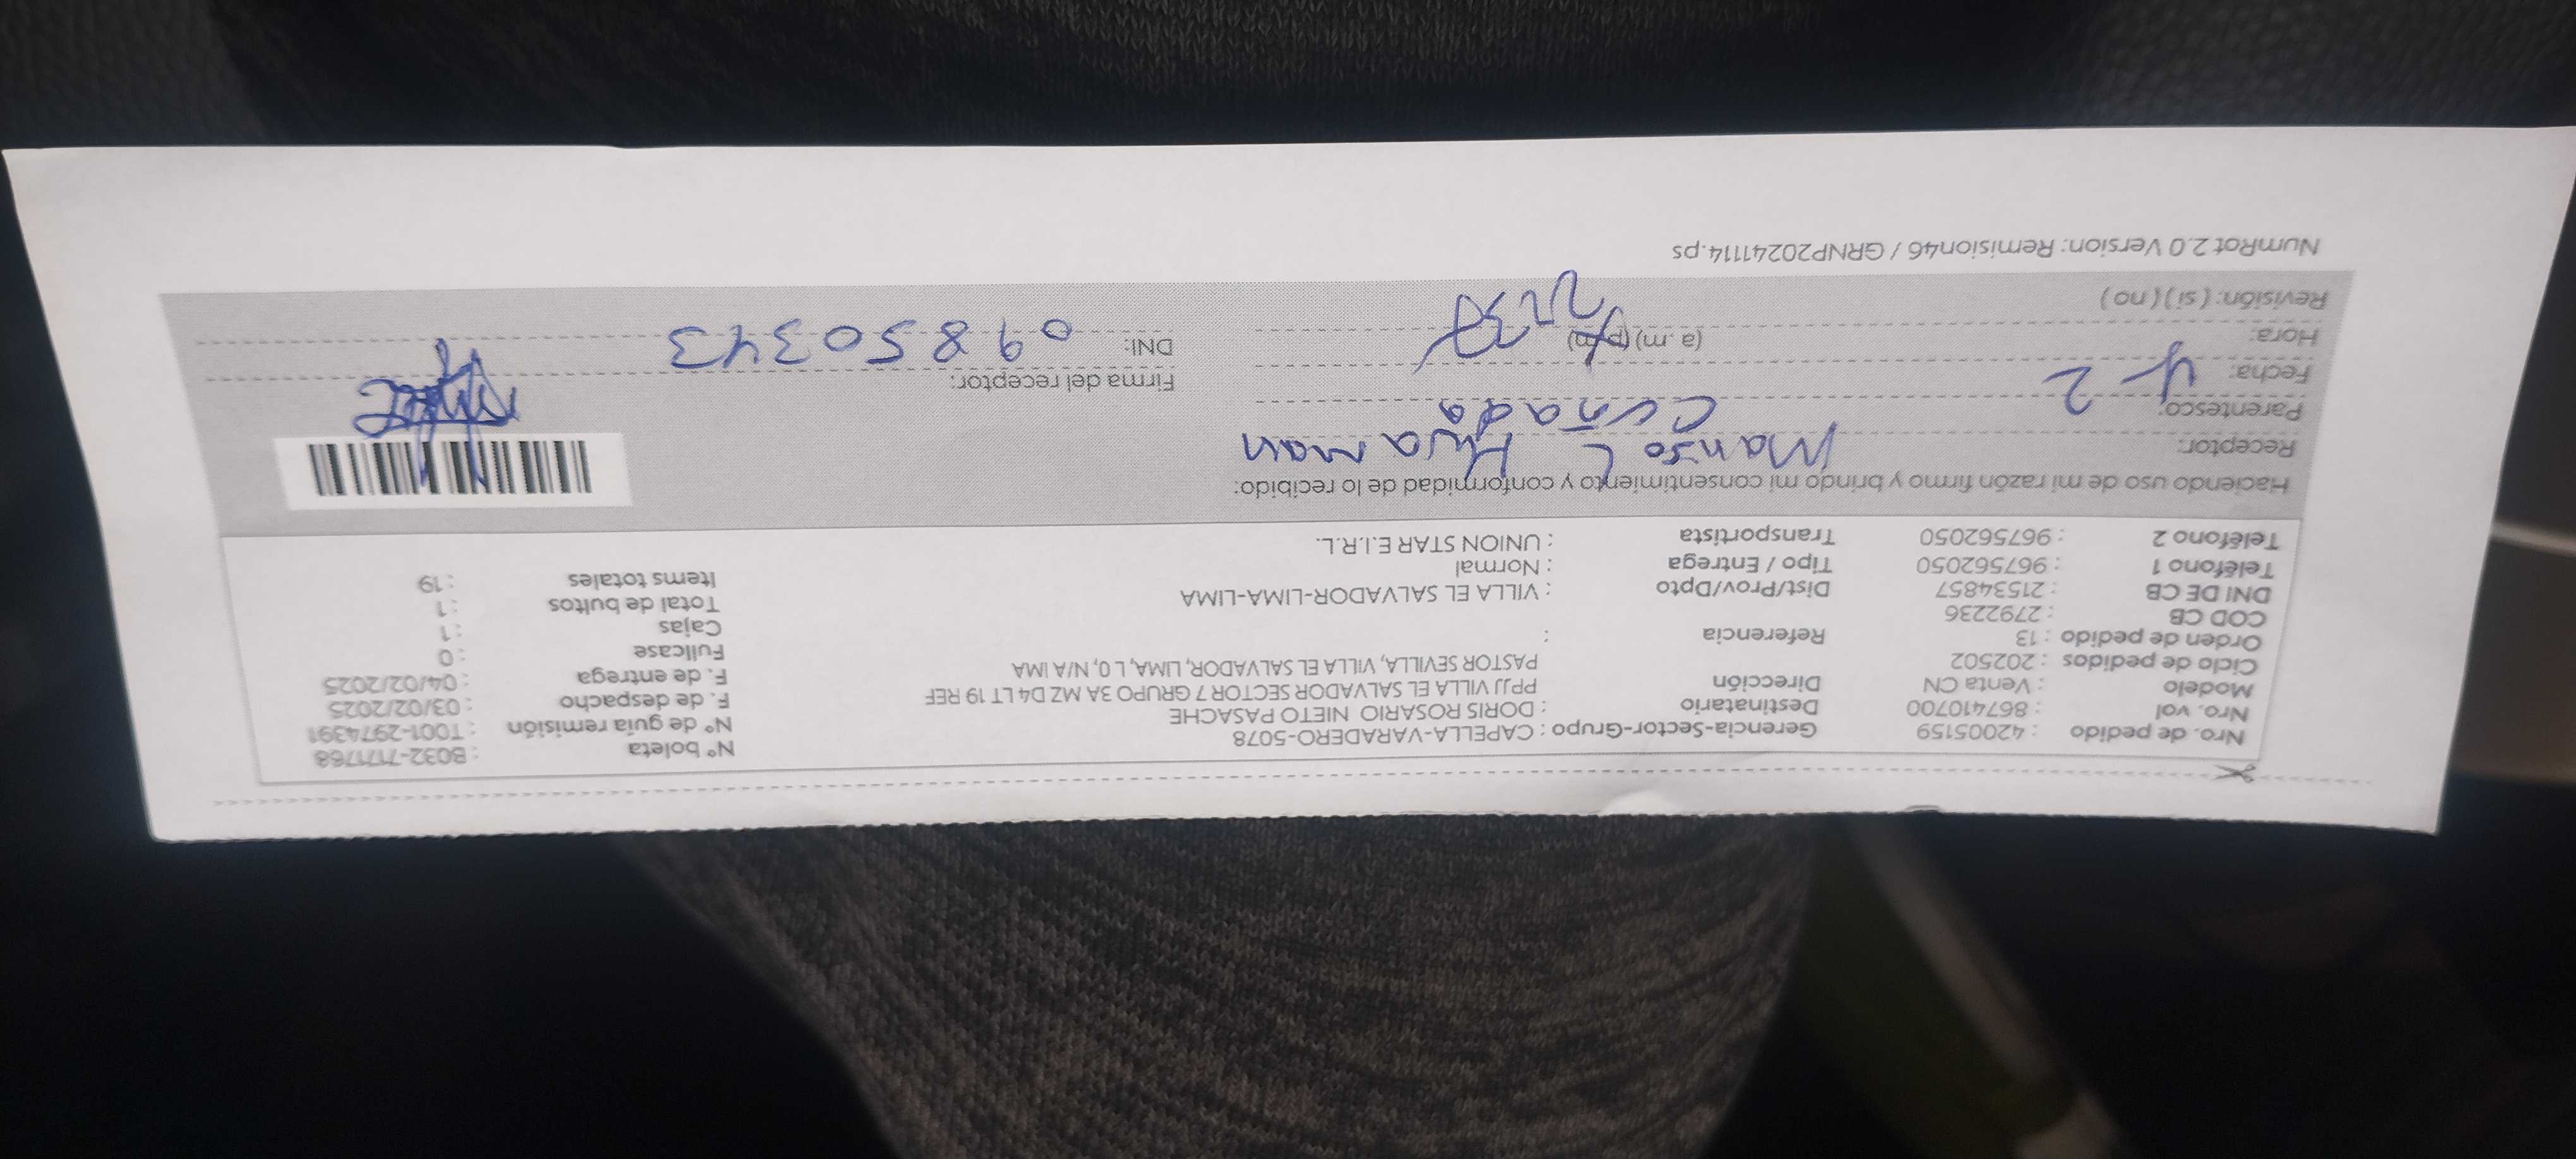 Nro. de pedido : 42005159 Gerencia-Sector-Grupo : CAPELLA-VARADERO-5078 Nº boleta : B032-7171768
Nro. vol : 867410700 Destinatario : DORIS ROSARIO NIETO PASACHE Nº de guía remisión : T001-2974391
Modelo : Venta CN Dirección PPJJ VILLA EL SALVADOR SECTOR 7 GRUPO 3A MZ D4 LT 19 REF F. de despacho : 03/02/2025
Ciclo de pedidos : 202502 PASTOR SEVILLA, VILLA EL SALVADOR, LIMA, L 0, N/A IMA F. de entrega : 04/02/2025
Orden de pedido : 13 Referencia : Fullcase : 0
COD CB : 2792236 Cajas : 1
DNI DE CB : 21534857 Dist/Prov/Dpto : VILLA EL SALVADOR-LIMA-LIMA Total de bultos : 1
Teléfono 1 : 967562050 Tipo / Entrega : Normal Items totales : 19
Teléfono 2 : 967562050 Transportista : UNION STAR E.I.R.L.
Haciendo uso de mi razón firmo y brindo mi consentimiento y conformidad de lo recibido:
Receptor: Huaman
Parentesco: Cuñada
Fecha: 4-2 Firma del receptor:
Hora: (a.m) (p.m) DNI: 09850343
Revisión: ( si ) ( no )
NumRot 2.0 Version: Remision46 / GRNP20241114.ps